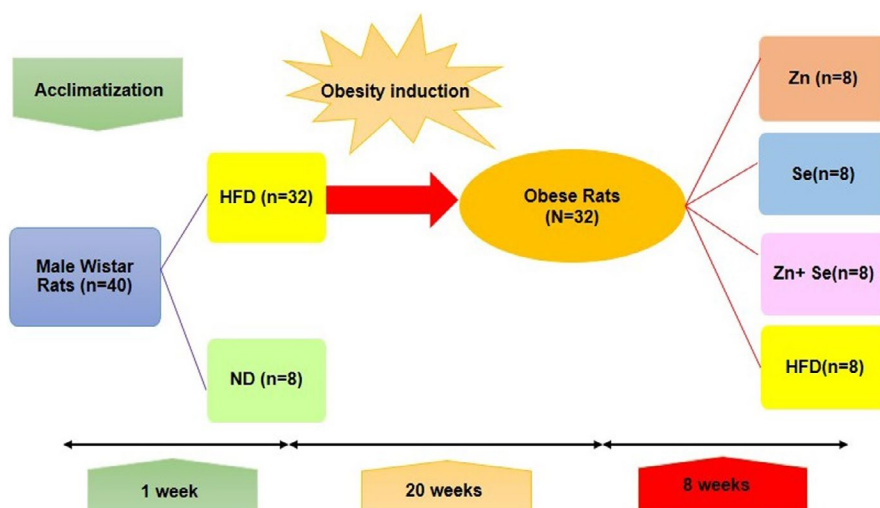 Acclimatization
Obesity induction
Zn (n=8)
HFD (n=32)
Se(n=8)
Obese Rats
(N=32)
Male Wistar
Rats (n=40)
Zn+ Se(n=8)
ND (n=8)
HFD(n=8)
1 week
20 weeks
8 weeks